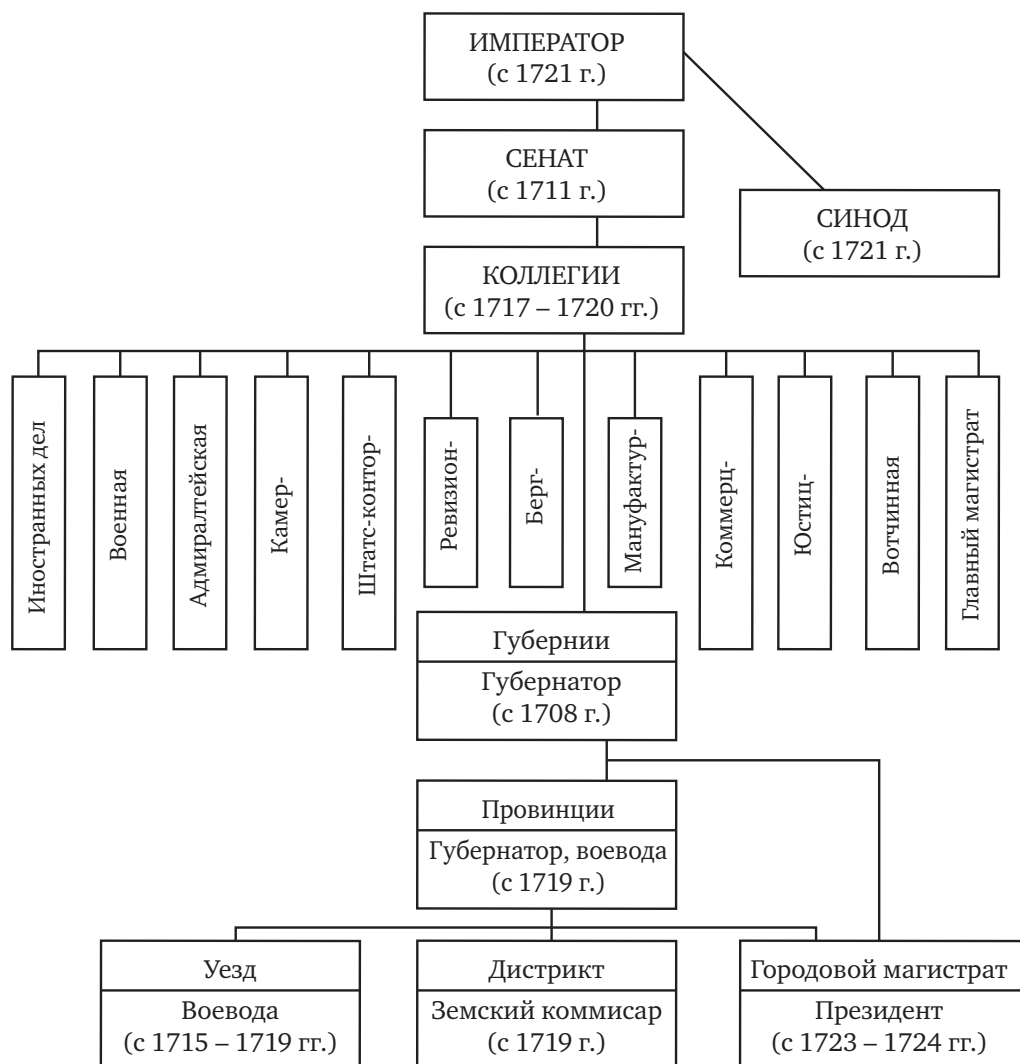 ИМПЕРАТОР
(с 1721 г.)
СЕНАТ
(с 1711 г.)
СИНОД
(с 1721 г.)
КОЛЛЕГИИ
(с 1717 – 1720 гг.)
Иностранных дел
Военная
Адмиралтейская
Камер-
Штатс-контор-
Ревизион-
Берг-
Мануфактур-
Коммерц-
Юстиц-
Вотчинная
Главный магистрат
Губернии
Губернатор
(с 1708 г.)
Провинции
Губернатор, воевода
(с 1719 г.)
Уезд
Воевода
(с 1715 – 1719 гг.)
Дистрикт
Земский коммисар
(с 1719 г.)
Городовой магистрат
Президент
(с 1723 – 1724 гг.)